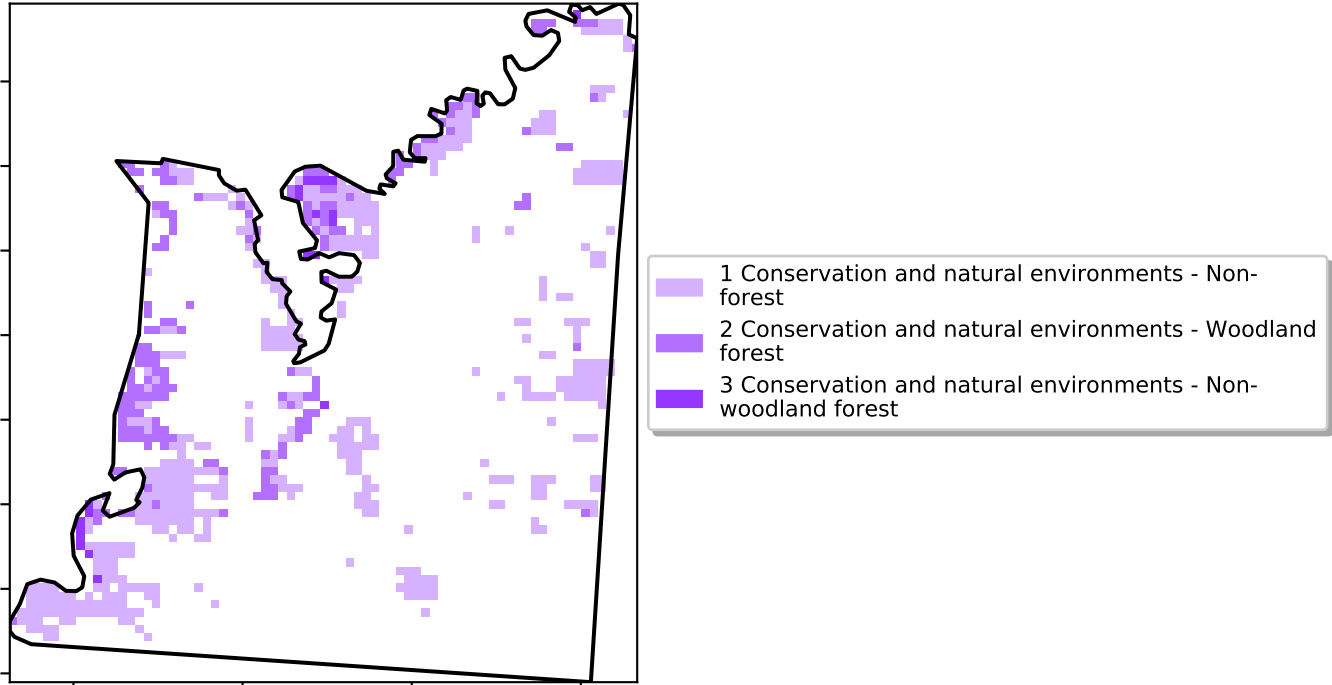 1 Conservation and natural environments - Non-
forest
2 Conservation and natural environments - Woodland
forest
3 Conservation and natural environments - Non-
woodland forest